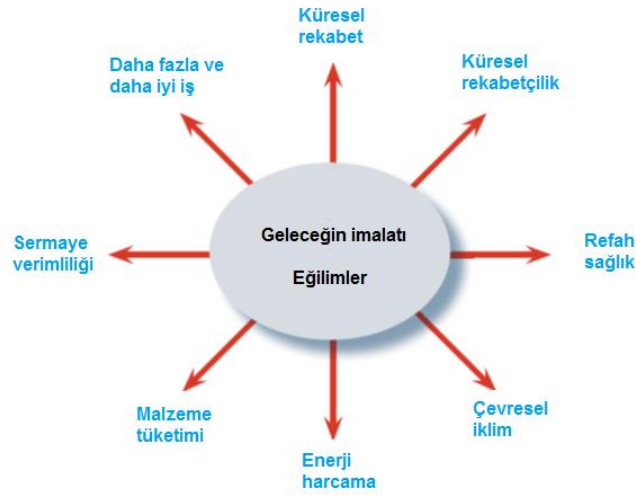 Küresel
rekabet
Daha fazla ve
daha iyi iş
Küresel
rekabetçilik
Geleceğin imalatı
Eğilimler
Sermaye
verimliliği
Refah
sağlık
Malzeme
tüketimi
Çevresel
iklim
Enerji
harcama